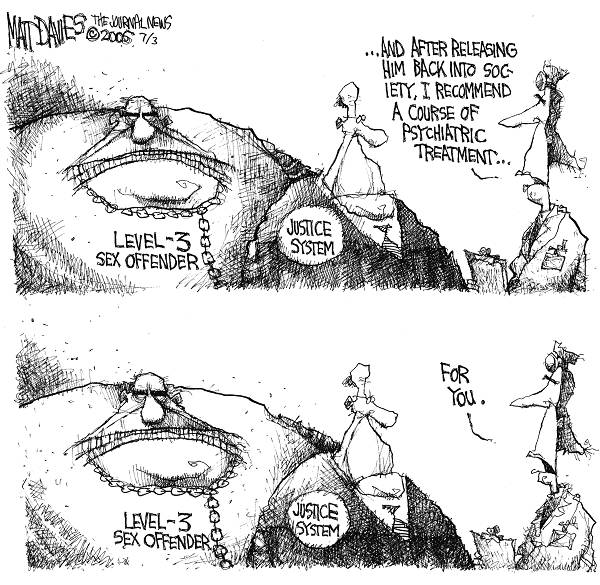 MATT DAVIES THE JOURNAL NEWS
©2005 7/3
...AND AFTER RELEASING
HIM BACK INTO SOC-
IETY, I RECOMMEND
A COURSE OF
PSYCHIATRIC
TREATMENT...
LEVEL-3
SEX OFFENDER
JUSTICE
SYSTEM
FOR
YOU.
LEVEL-3
SEX OFFENDER
JUSTICE
SYSTEM